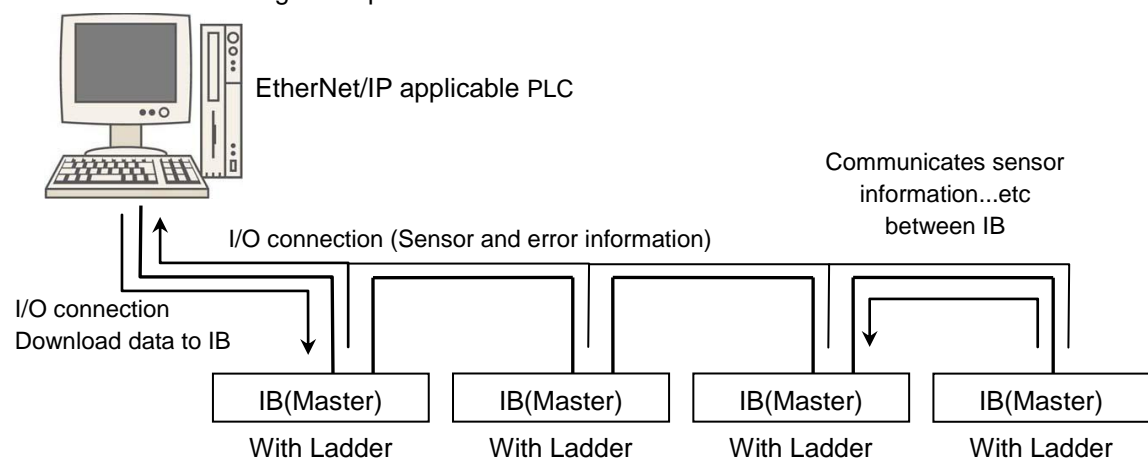 EtherNet/IP applicable PLC
Communicates sensor
information...etc
between IB
I/O connection (Sensor and error information)
I/O connection
Download data to IB
IB(Master)
IB(Master)
IB(Master)
IB(Master)
With Ladder
With Ladder
With Ladder
With Ladder